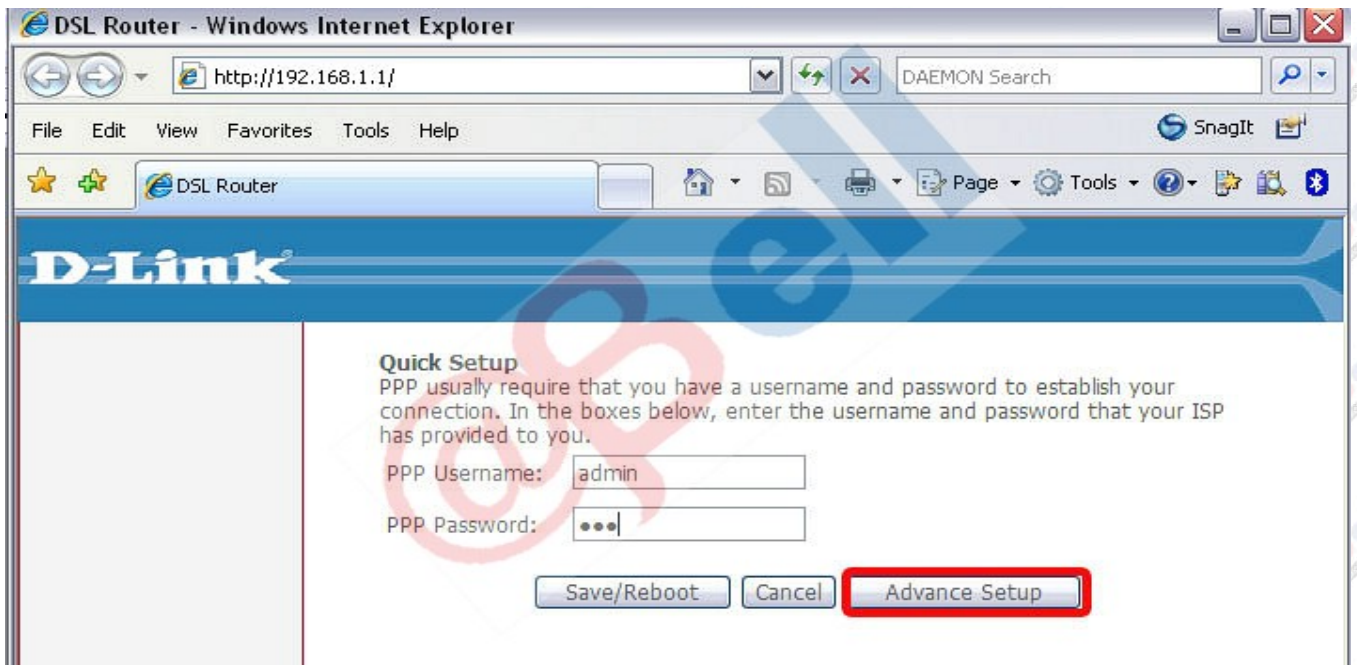 DSL Router - Windows Internet Explorer
http://192.168.1.1/
DAEMON Search
File Edit View Favorites Tools Help
SnagIt
DSL Router
Page
Tools
D-Link
@βell
Quick Setup
PPP usually require that you have a username and password to establish your
connection. In the boxes below, enter the username and password that your ISP
has provided to you.
PPP Username: admin
PPP Password: •••
Save/Reboot Cancel Advance Setup